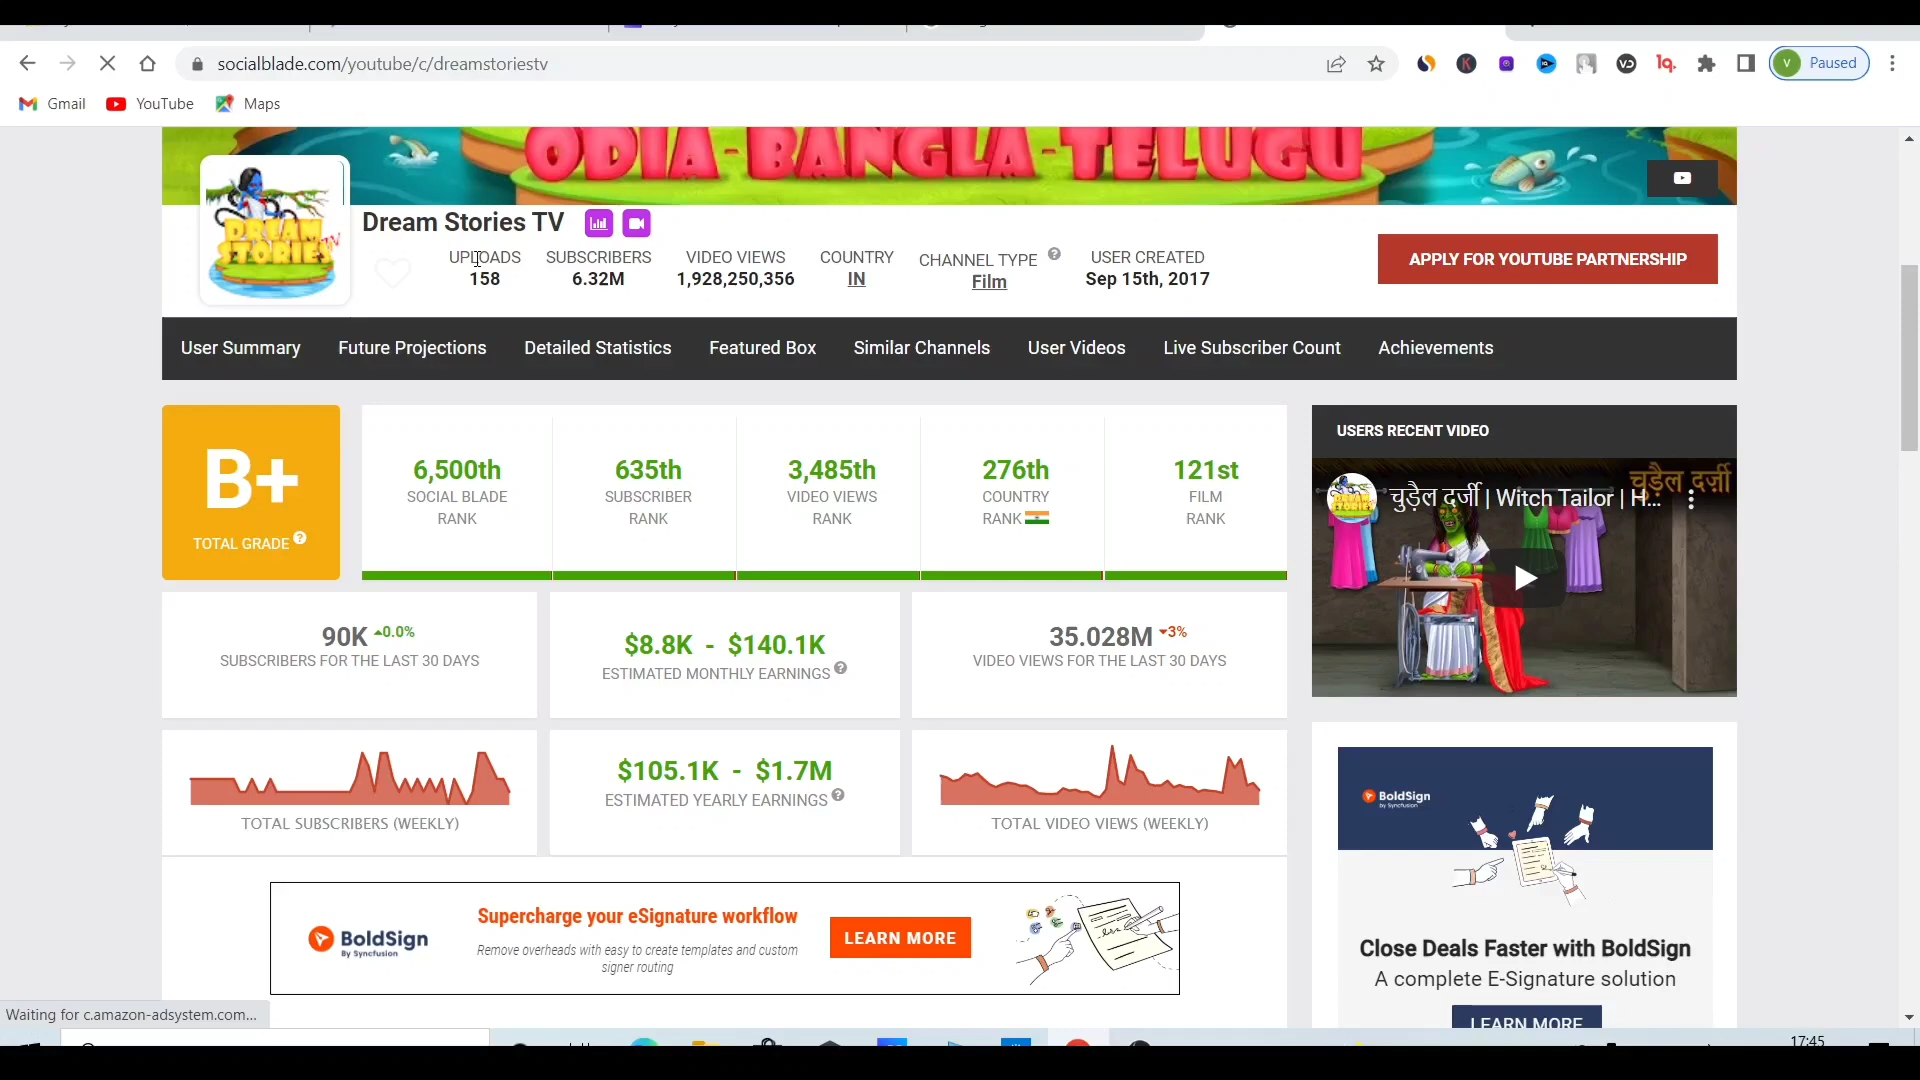 socialblade.com/youtube/c/dreamstoriestv
Paused
Gmail YouTube Maps
ODIA-BANGLA-TELUGU
DREAM
STORIES
TV
Dream Stories TV
UPLOADS SUBSCRIBERS VIDEO VIEWS COUNTRY CHANNEL TYPE USER CREATED
158 6.32M 1,928,250,356 IN Film Sep 15th, 2017
APPLY FOR YOUTUBE PARTNERSHIP
User Summary Future Projections Detailed Statistics Featured Box Similar Channels User Videos Live Subscriber Count Achievements
B+
TOTAL GRADE
6,500th
SOCIAL BLADE
RANK
635th
SUBSCRIBER
RANK
3,485th
VIDEO VIEWS
RANK
276th
COUNTRY
RANK
121st
FILM
RANK
USERS RECENT VIDEO
चुड़ैल दर्ज़ी
चुड़ैल दर्जी | Witch Tailor | H...
90K 0.0%
SUBSCRIBERS FOR THE LAST 30 DAYS
$8.8K - $140.1K
ESTIMATED MONTHLY EARNINGS
35.028M 3%
VIDEO VIEWS FOR THE LAST 30 DAYS
TOTAL SUBSCRIBERS (WEEKLY)
$105.1K - $1.7M
ESTIMATED YEARLY EARNINGS
TOTAL VIDEO VIEWS (WEEKLY)
BoldSign
By Syncfusion
Supercharge your eSignature workflow
Remove overheads with easy to create templates and custom
signer routing
LEARN MORE
BoldSign
by Syncfusion
Close Deals Faster with BoldSign
A complete E-Signature solution
LEARN MORE
Waiting for c.amazon-adsystem.com...
17:45